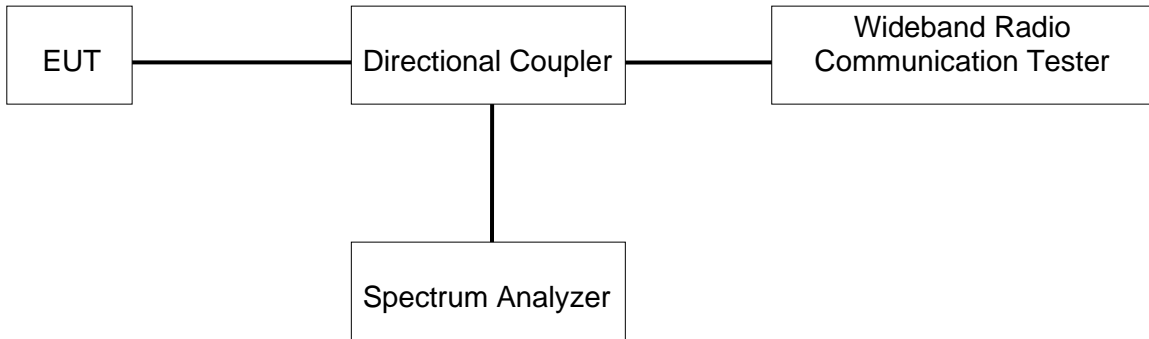 EUT
Directional Coupler
Wideband Radio
Communication Tester
Spectrum Analyzer